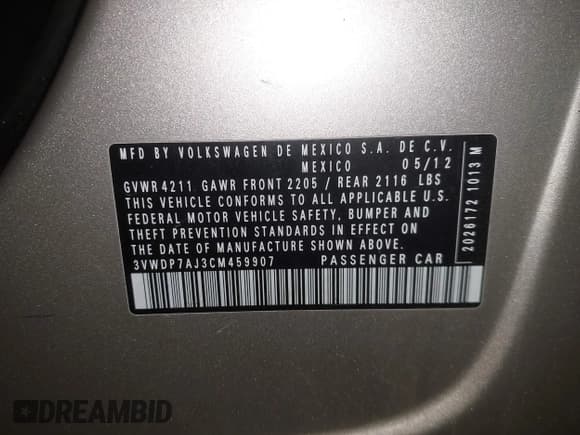 MFD BY VOLKSWAGEN DE MEXICO S.A. DE C.V.
MEXICO 05/12
GVWR 4211 GAWR FRONT 2205 / REAR 2116 LBS
THIS VEHICLE CONFORMS TO ALL APPLICABLE U.S.
FEDERAL MOTOR VEHICLE SAFETY, BUMPER AND
THEFT PREVENTION STANDARDS IN EFFECT ON
THE DATE OF MANUFACTURE SHOWN ABOVE.
3VWDP7AJ3CM459907 PASSENGER CAR
2026172 1013 M
DREAMBID